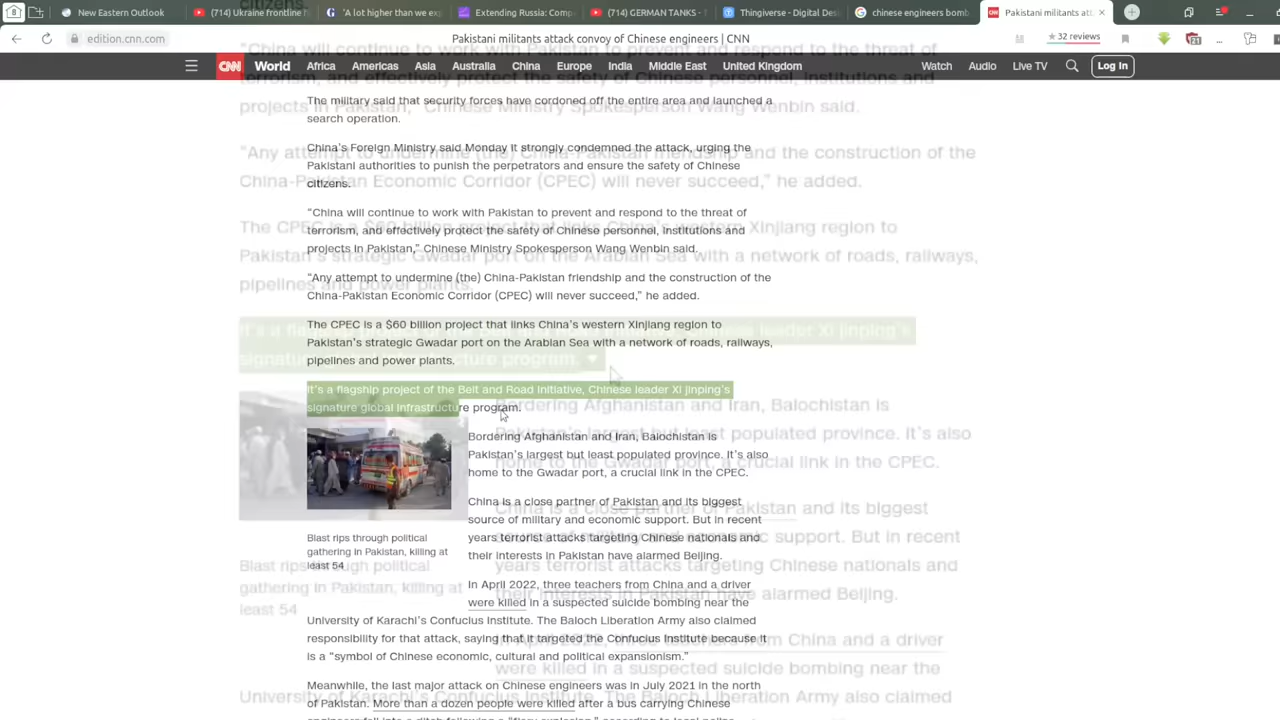 New Eastern Outlook
(714) Ukraine frontline
"A lot higher than we exp
Extending Russia: Comp
(714) GERMAN TANKS -
Thingiverse - Digital Des
chinese engineers bomb
Pakistani militants att
edition.cnn.com
Pakistani militants attack convoy of Chinese engineers | CNN
32 reviews
21
CNN World Africa Americas Asia Australia China Europe India Middle East United Kingdom Watch Audio Live TV Log In
The military said that security forces have cordoned off the entire area and launched a
search operation.
China's Foreign Ministry said Monday it strongly condemned the attack, urging the
Pakistani authorities to punish the perpetrators and ensure the safety of Chinese
citizens.
"China will continue to work with Pakistan to prevent and respond to the threat of
terrorism, and effectively protect the safety of Chinese personnel, institutions and
projects in Pakistan," Chinese Ministry Spokesperson Wang Wenbin said.
"Any attempt to undermine (the) China-Pakistan friendship and the construction of the
China-Pakistan Economic Corridor (CPEC) will never succeed," he added.
The CPEC is a $60 billion project that links China's western Xinjiang region to
Pakistan's strategic Gwadar port on the Arabian Sea with a network of roads, railways,
pipelines and power plants.
It's a flagship project of the Belt and Road Initiative, Chinese leader Xi Jinping's
signature global infrastructure program.
Bordering Afghanistan and Iran, Balochistan is
Pakistan's largest but least populated province. It's also
home to the Gwadar port, a crucial link in the CPEC.
China is a close partner of Pakistan and its biggest
source of military and economic support. But in recent
years terrorist attacks targeting Chinese nationals and
their interests in Pakistan have alarmed Beijing.
Blast rips through political
gathering in Pakistan, killing at
least 54
In April 2022, three teachers from China and a driver
were killed in a suspected suicide bombing near the
University of Karachi's Confucius Institute. The Baloch Liberation Army also claimed
responsibility for that attack, saying that it targeted the Confucius Institute because it
is a "symbol of Chinese economic, cultural and political expansionism."
Meanwhile, the last major attack on Chinese engineers was in July 2021 in the north
of Pakistan. More than a dozen people were killed after a bus carrying Chinese